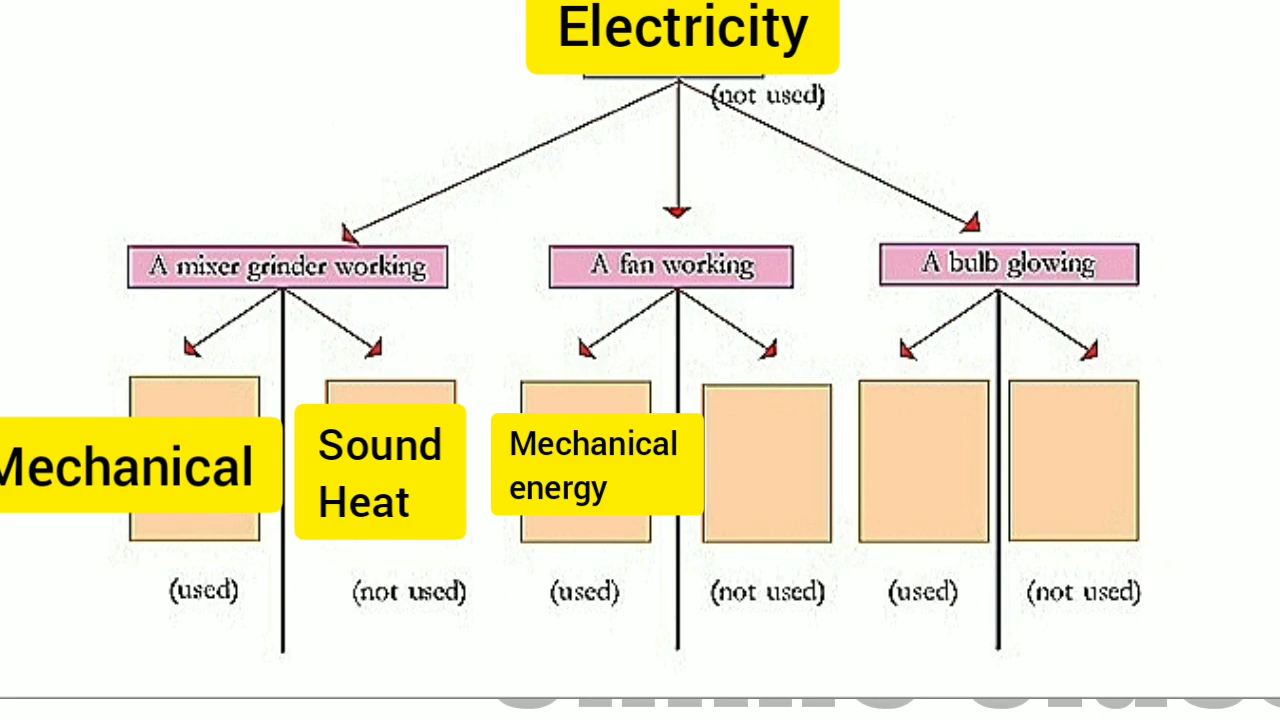 Electricity
(not used)
A mixer grinder working
A fan working
A bulb glowing
Mechanical
Sound
Heat
Mechanical
energy
(used)
(not used)
(used)
(not used)
(used)
(not used)